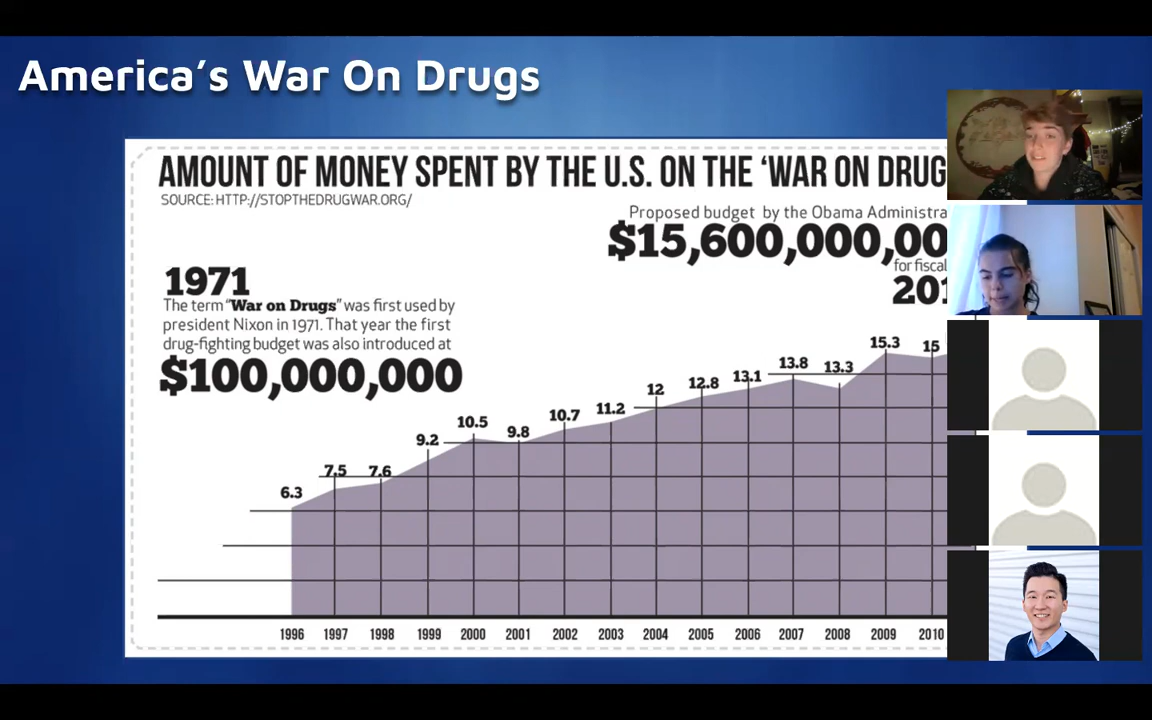 America's War On Drugs
AMOUNT OF MONEY SPENT BY THE U.S. ON THE 'WAR ON DRUG
SOURCE: HTTP://STOPTHEDRUGWAR.ORG/
Proposed budget by the Obama Administra
$15,600,000,00
for fiscal
201
1971
The term "War on Drugs" was first used by
president Nixon in 1971. That year the first
drug-fighting budget was also introduced at
$100,000,000
6.3 7.5 7.6 9.2 10.5 9.8 10.7 11.2 12 12.8 13.1 13.8 13.3 15.3 15
1996 1997 1998 1999 2000 2001 2002 2003 2004 2005 2006 2007 2008 2009 2010